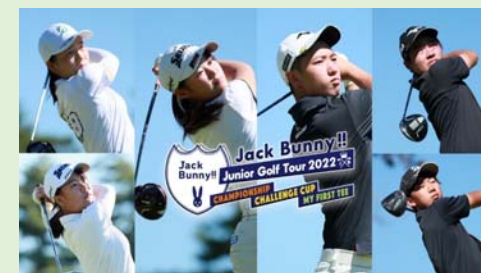 Jack
Bunny!!
Jack Bunny!!
Junior Golf Tour 2022
CHAMPIONSHIP
CHALLENGE CUP
MY FIRST TEE